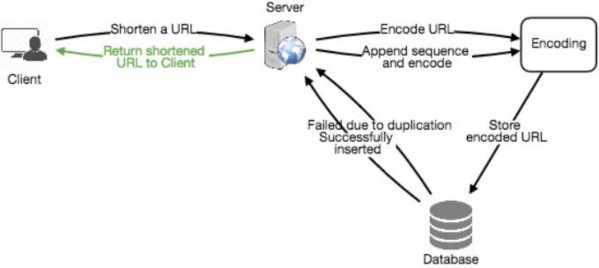 Server
Shorten a URL
Return shortened
URL to Client
Client
Encode URL
Append sequence
and encode
Encoding
Failed due to duplication
Successfully
inserted
Store
encoded URL
Database